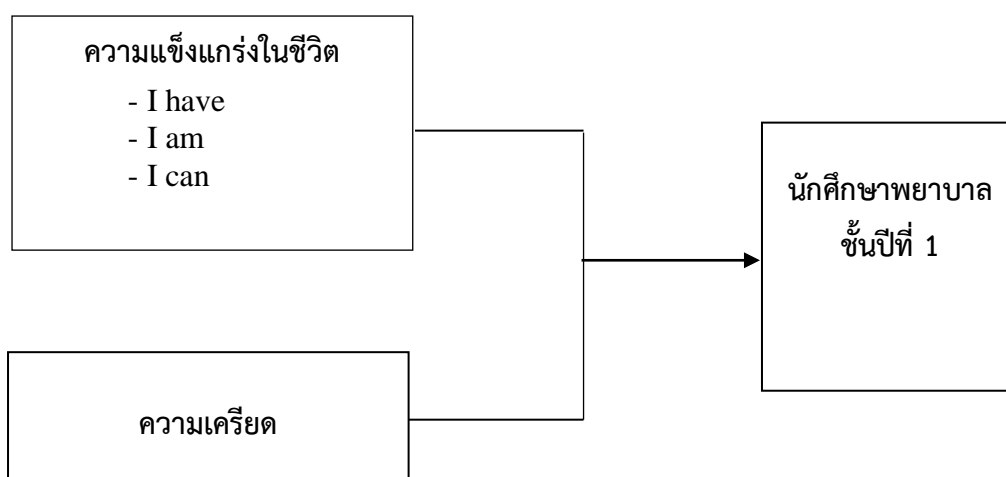 ความแข็งแกร่งในชีวิต
- I have
- I am
- I can
นักศึกษาพยาบาล
ชั้นปีที่ 1
ความเครียด